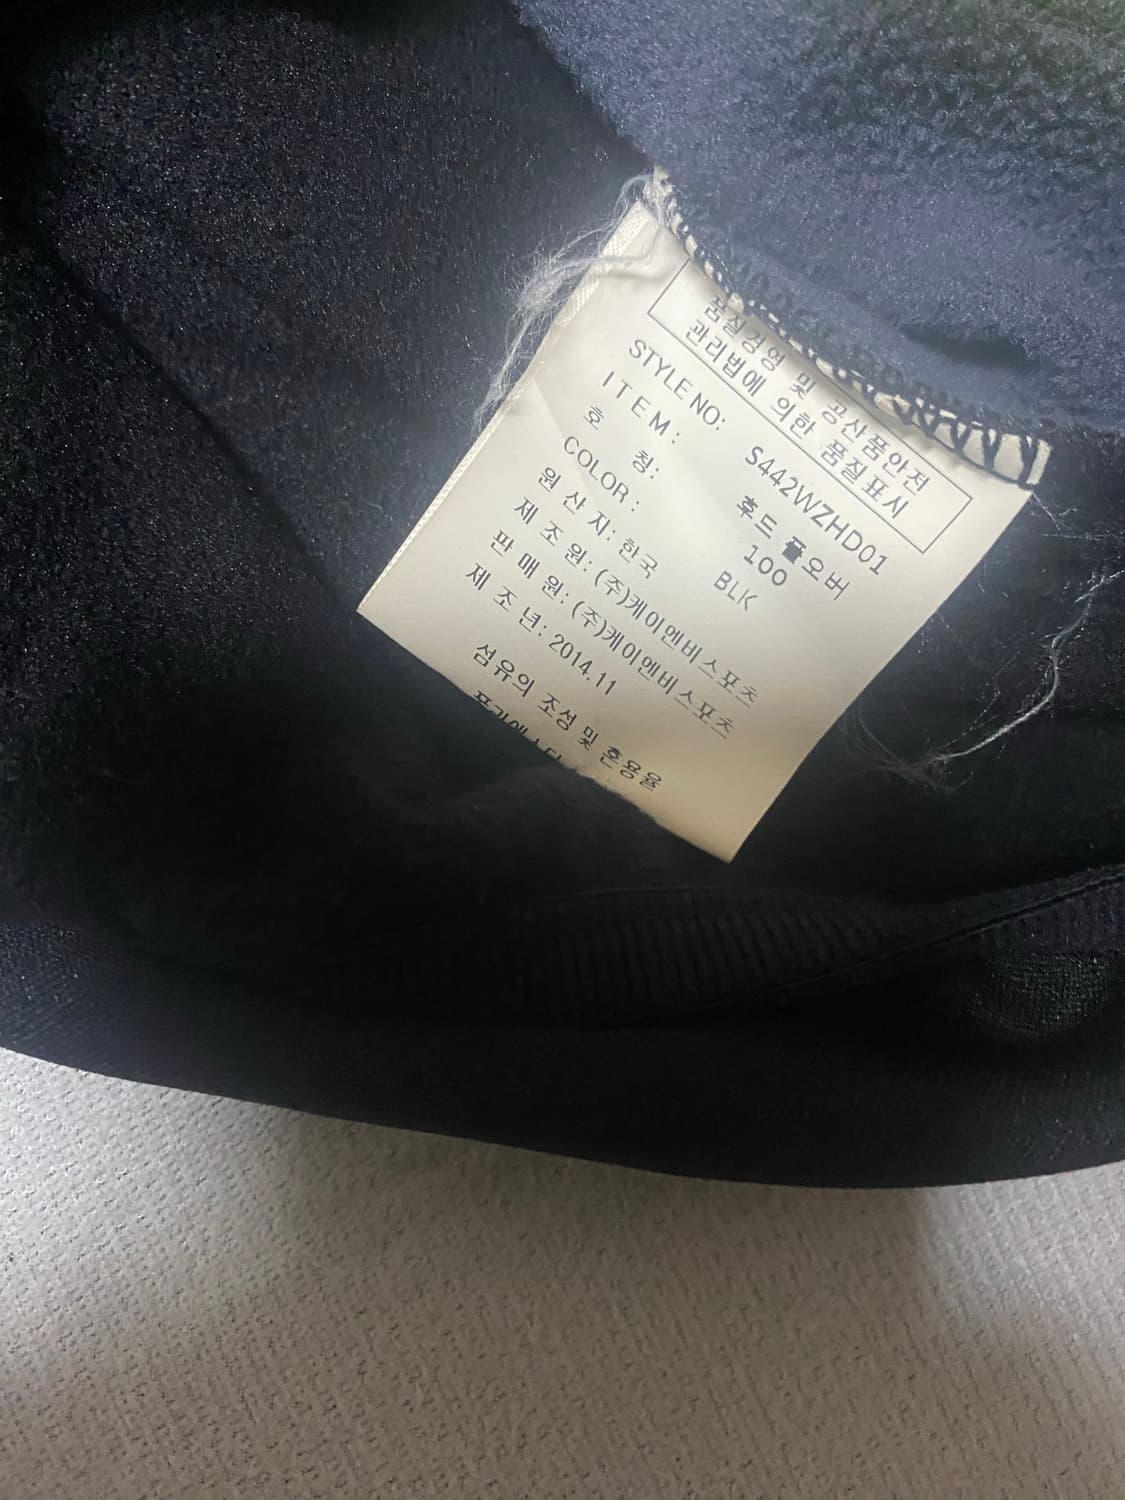 품질경영 및 공산품안전
관리법에 의한 품질표시
STYLE NO: S442WZHD01
ITEM: 후드 풀오버
호 칭: 100
COLOR: BLK
원 산 지: 한국
제 조 원: (주)케이엔비스포츠
판 매 원: (주)케이엔비스포츠
제 조 년: 2014.11
섬유의 조성 및 혼용율